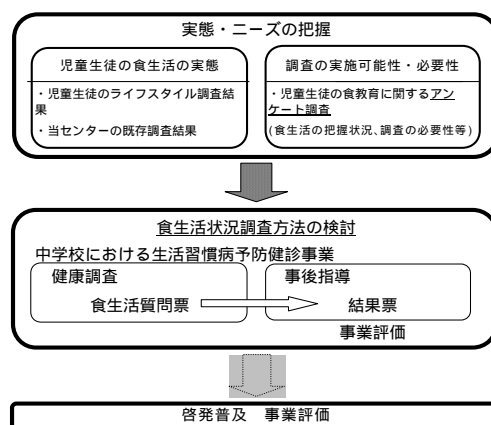 実態・ニーズの把握
児童生徒の食生活の実態
・児童生徒のライフスタイル調査結
果
・当センターの既存調査結果
調査の実施可能性・必要性
・児童生徒の食教育に関するアン
ケート調査
(食生活の把握状況、調査の必要性等)
食生活状況調査方法の検討
中学校における生活習慣病予防健診事業
健康調査
食生活質問票
事後指導
結果票
事業評価
啓発普及　事業評価